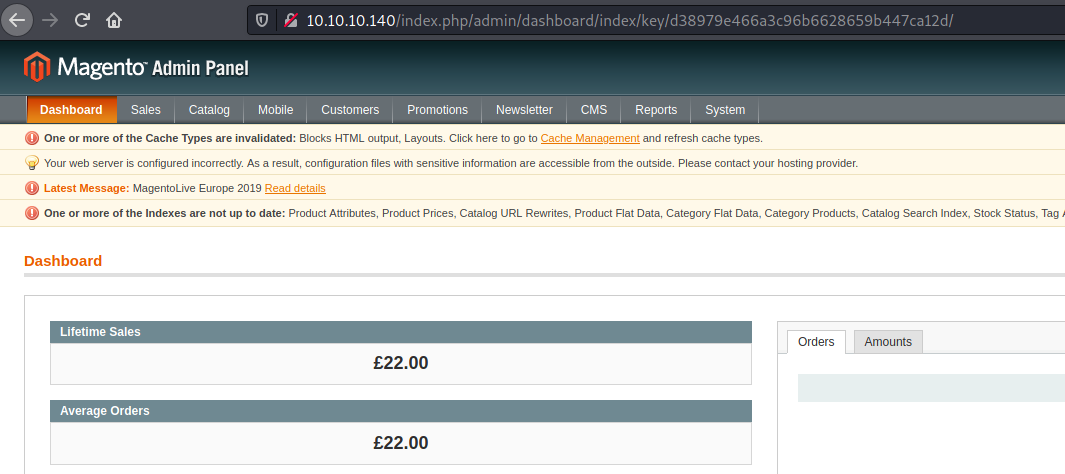 10.10.10.140/index.php/admin/dashboard/index/key/d38979e466a3c96b6628659b447ca12d/
Magento™ Admin Panel
Dashboard Sales Catalog Mobile Customers Promotions Newsletter CMS Reports System
One or more of the Cache Types are invalidated: Blocks HTML output, Layouts. Click here to go to Cache Management and refresh cache types.
Your web server is configured incorrectly. As a result, configuration files with sensitive information are accessible from the outside. Please contact your hosting provider.
Latest Message: MagentoLive Europe 2019 Read details
One or more of the Indexes are not up to date: Product Attributes, Product Prices, Catalog URL Rewrites, Product Flat Data, Category Flat Data, Category Products, Catalog Search Index, Stock Status, Tag
Dashboard
Lifetime Sales
£22.00
Average Orders
£22.00
Orders Amounts